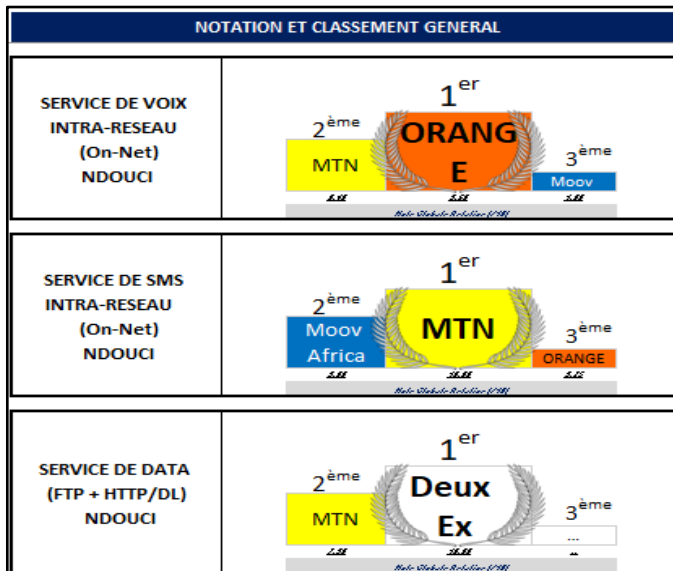 NOTATION ET CLASSEMENT GENERAL
SERVICE DE VOIX
INTRA-RESEAU
(On-Net)
NDOUCI
1er
2ème
ORANG
E
MTN
3ème
Moov
SERVICE DE SMS
INTRA-RESEAU
(On-Net)
NDOUCI
1er
2ème
Moov
Africa
MTN
3ème
ORANGE
SERVICE DE DATA
(FTP + HTTP/DL)
NDOUCI
1er
2ème
Deux
Ex
MTN
3ème
...